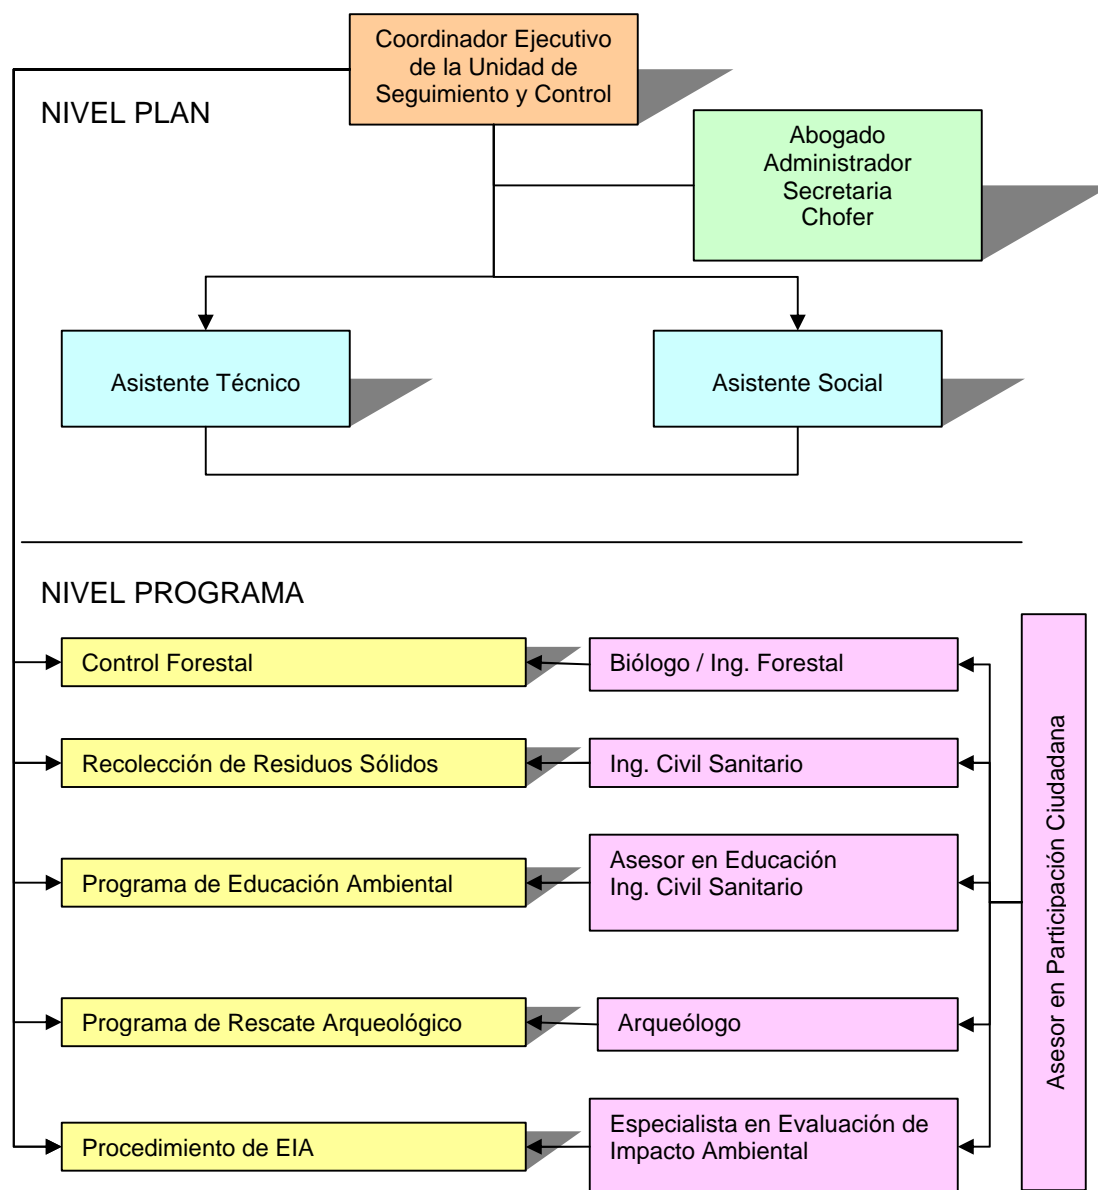 Coordinador Ejecutivo
de la Unidad de
Seguimiento y Control
NIVEL PLAN
Abogado
Administrador
Secretaria
Chofer
Asistente Técnico
Asistente Social
NIVEL PROGRAMA
Control Forestal
Biólogo / Ing. Forestal
Recolección de Residuos Sólidos
Ing. Civil Sanitario
Programa de Educación Ambiental
Asesor en Educación
Ing. Civil Sanitario
Programa de Rescate Arqueológico
Arqueólogo
Procedimiento de EIA
Especialista en Evaluación de
Impacto Ambiental
Asesor en Participación Ciudadana